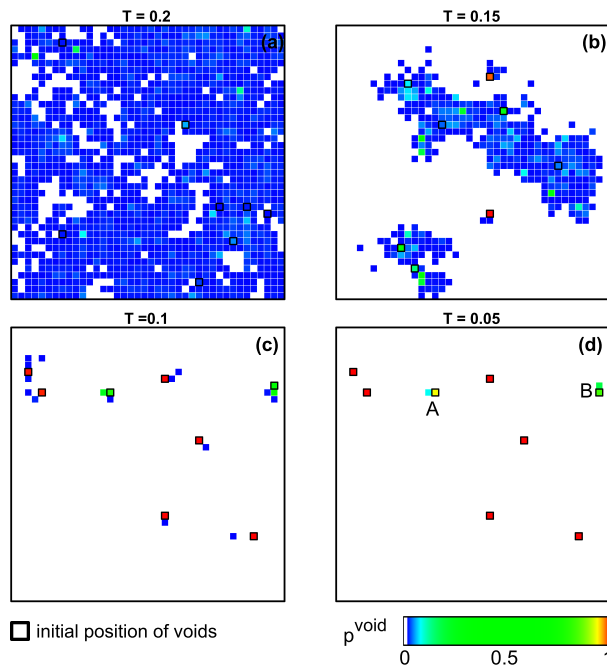 T = 0.2
T = 0.15
(a)
(b)
T =0.1
T = 0.05
(c)
(d)
A
B
initial position of voids
p^void
0
0.5
1